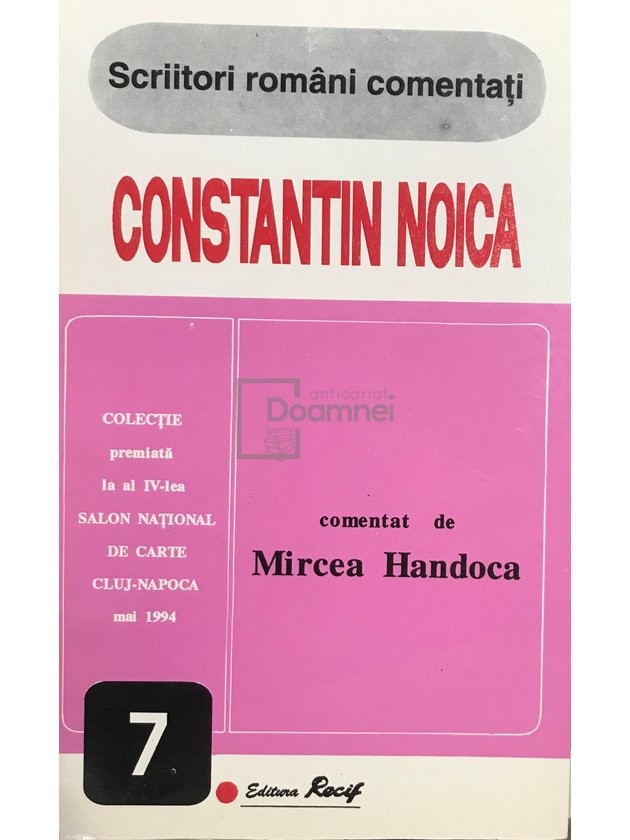 Scriitori români comentați
CONSTANTIN NOICA
anticariat
Doamnei
COLECȚIE
premiată
la al IV-lea
SALON NAȚIONAL
DE CARTE
CLUJ-NAPOCA
mai 1994
comentat de
Mircea Handoca
7
Editura Recif